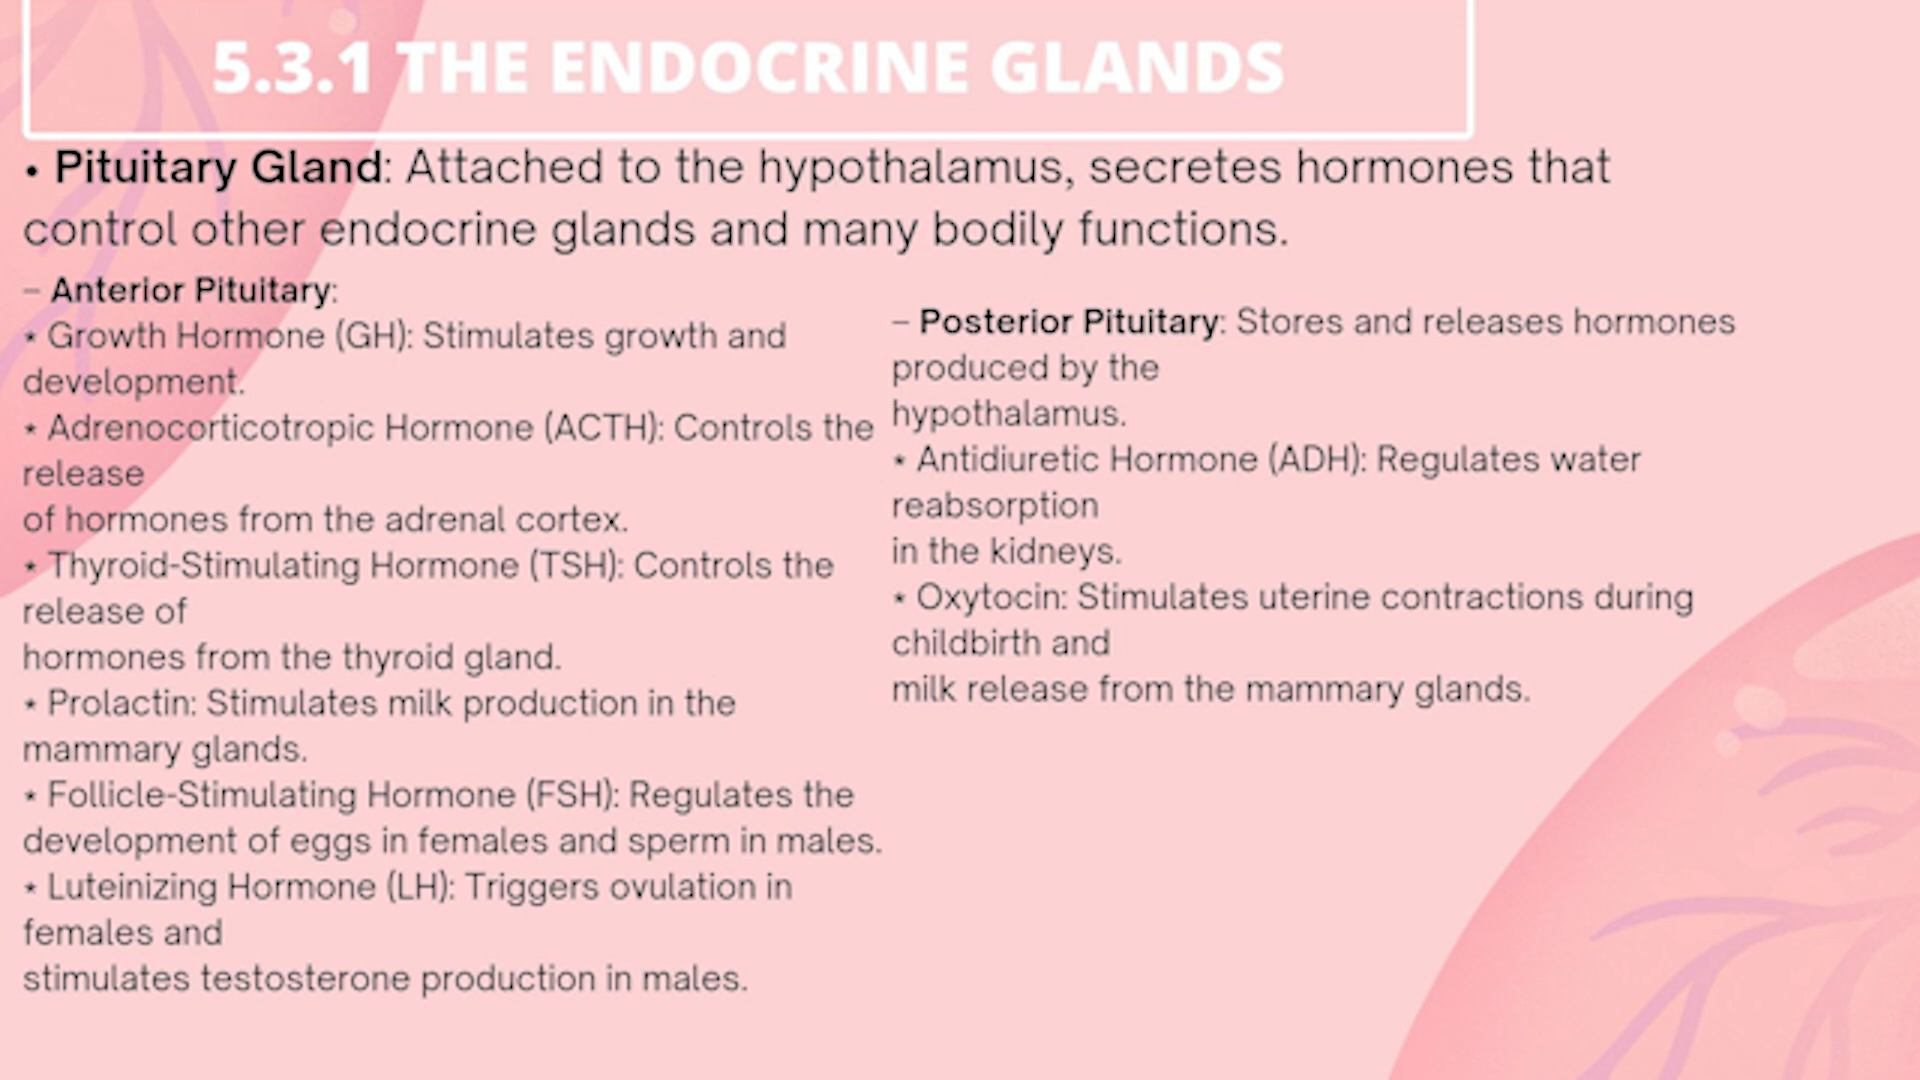 5.3.1 THE ENDOCRINE GLANDS
• Pituitary Gland: Attached to the hypothalamus, secretes hormones that
control other endocrine glands and many bodily functions.
– Anterior Pituitary:
⋆ Growth Hormone (GH): Stimulates growth and
development.
⋆ Adrenocorticotropic Hormone (ACTH): Controls the
release
of hormones from the adrenal cortex.
⋆ Thyroid-Stimulating Hormone (TSH): Controls the
release of
hormones from the thyroid gland.
⋆ Prolactin: Stimulates milk production in the
mammary glands.
⋆ Follicle-Stimulating Hormone (FSH): Regulates the
development of eggs in females and sperm in males.
⋆ Luteinizing Hormone (LH): Triggers ovulation in
females and
stimulates testosterone production in males.
– Posterior Pituitary: Stores and releases hormones
produced by the
hypothalamus.
⋆ Antidiuretic Hormone (ADH): Regulates water
reabsorption
in the kidneys.
⋆ Oxytocin: Stimulates uterine contractions during
childbirth and
milk release from the mammary glands.